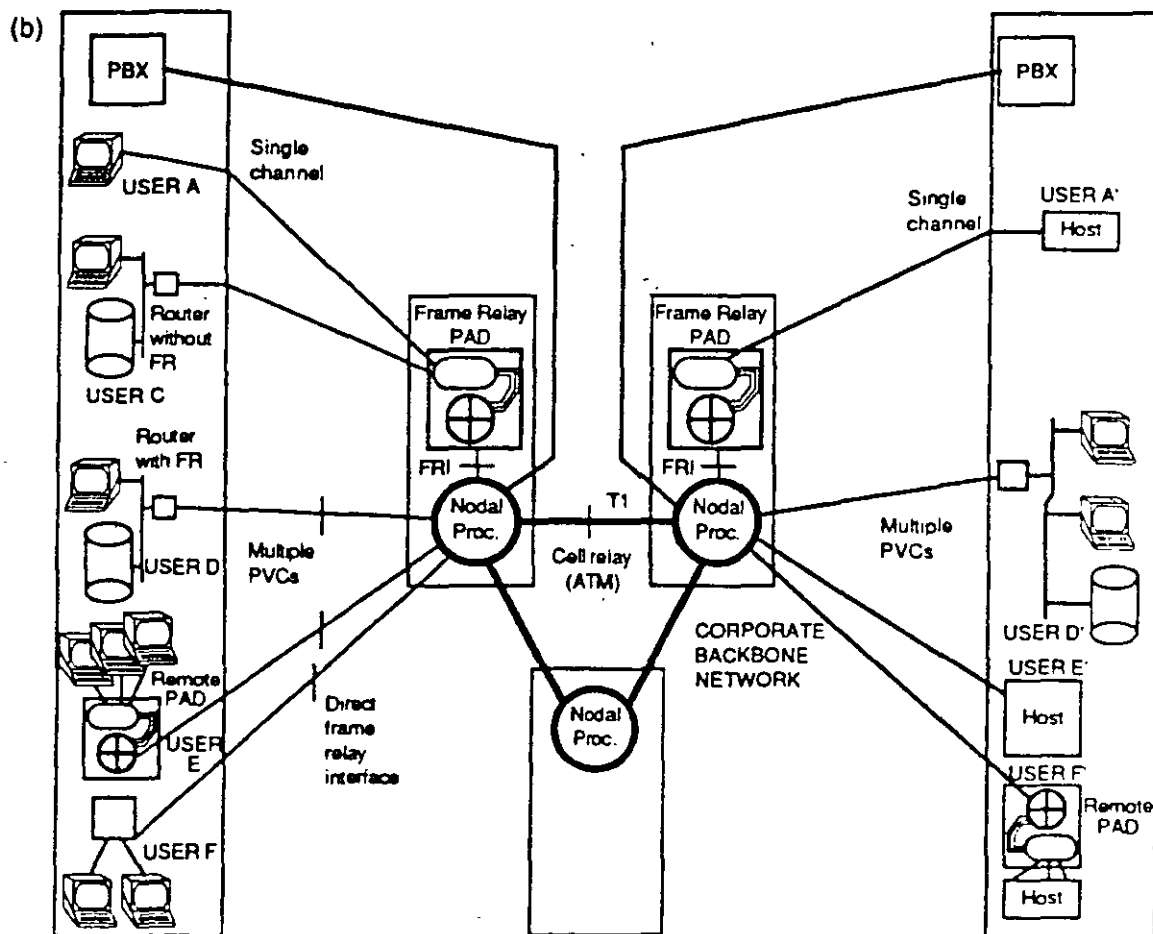 (b)
PBX
USER A
Single
channel
Router
without
FR
USER C
Router
with FR
USER D
Multiple
PVCs
Remote
PAD
USER
E
Direct
frame
relay
interface
USER F
Frame Relay
PAD
FRI
Nodal
Proc.
T1
Cell relay
(ATM)
Frame Relay
PAD
FRI
Nodal
Proc.
Nodal
Proc.
CORPORATE
BACKBONE
NETWORK
PBX
USER A'
Single
channel
Host
Multiple
PVCs
USER D'
USER E'
Host
USER F'
Remote
PAD
Host